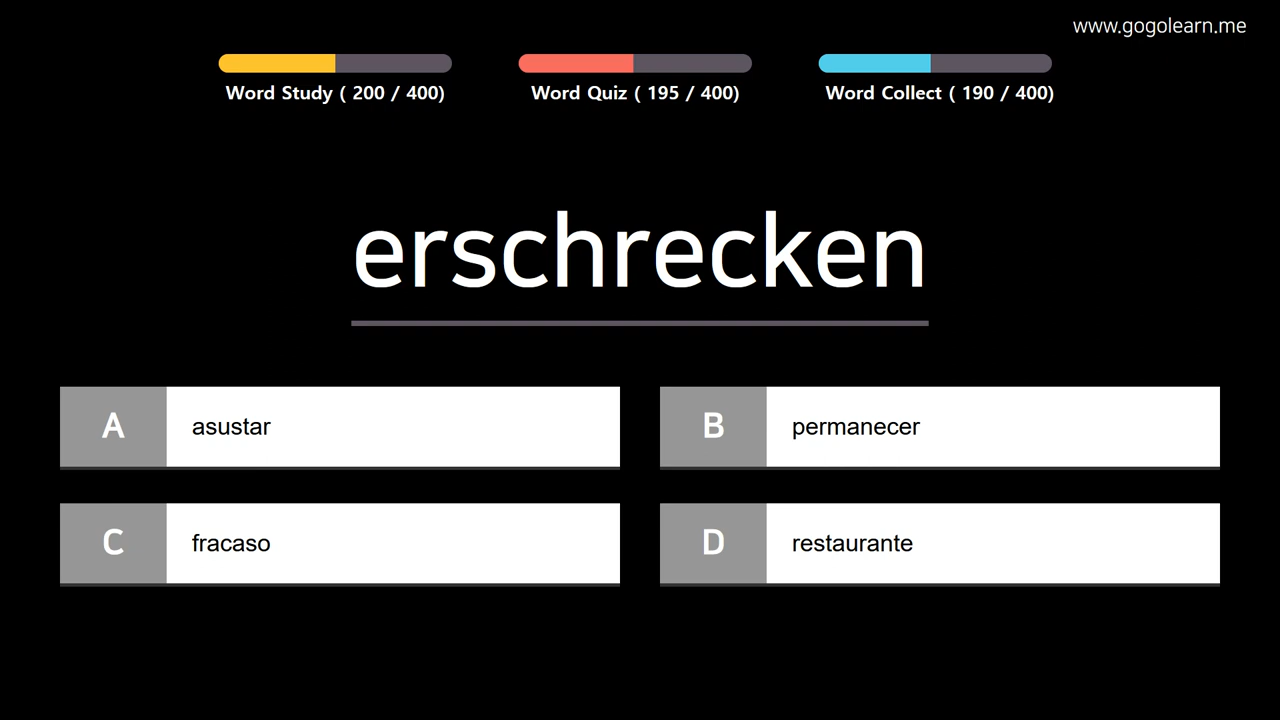 www.gogolearn.me
Word Study ( 200 / 400)
Word Quiz ( 195 / 400)
Word Collect ( 190 / 400)
erschrecken
A asustar
B permanecer
C fracaso
D restaurante